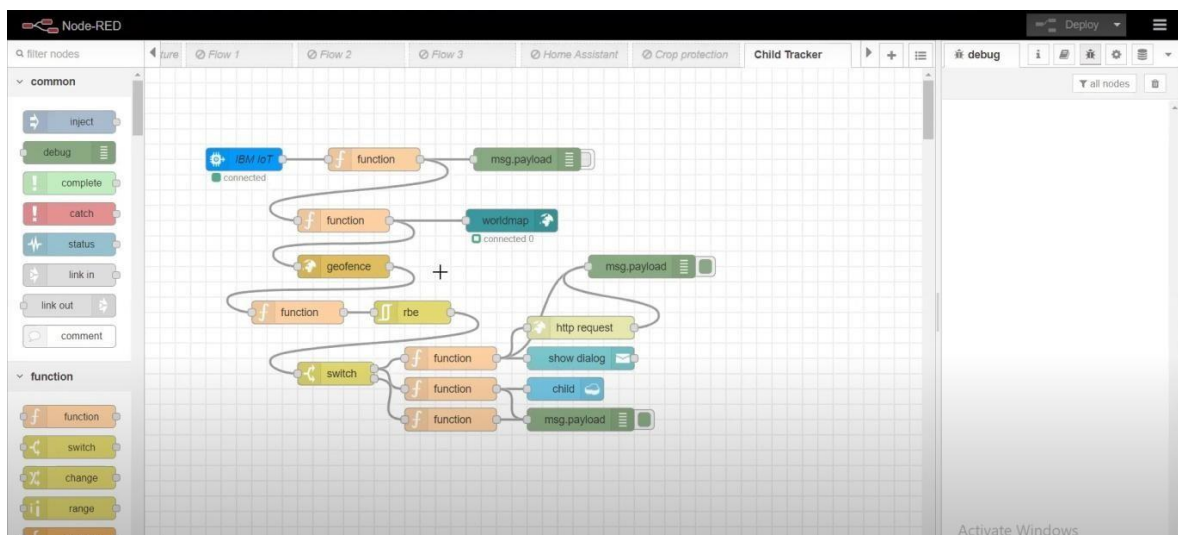 Node-RED
Deploy
filter nodes
ture
Flow 1
Flow 2
Flow 3
Home Assistant
Crop protection
Child Tracker
debug
i
common
all nodes
inject
debug
complete
catch
status
link in
link out
comment
function
function
switch
change
range
IBM IoT
connected
function
msg.payload
function
worldmap
connected 0
geofence
msg.payload
function
rbe
http request
function
show dialog
switch
function
child
function
msg.payload
Activate Windows